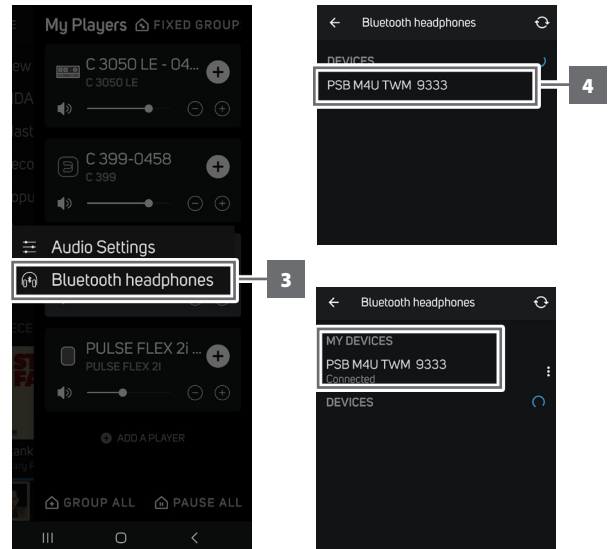 My Players
FIXED GROUP
C 3050 LE - 04...
C 3050 LE
C 399-0458
C 399
Audio Settings
Bluetooth headphones
3
PULSE FLEX 2i ...
PULSE FLEX 2I
ADD A PLAYER
GROUP ALL
PAUSE ALL
Bluetooth headphones
DEVICES
PSB M4U TWM 9333
4
Bluetooth headphones
MY DEVICES
PSB M4U TWM 9333
Connected
DEVICES